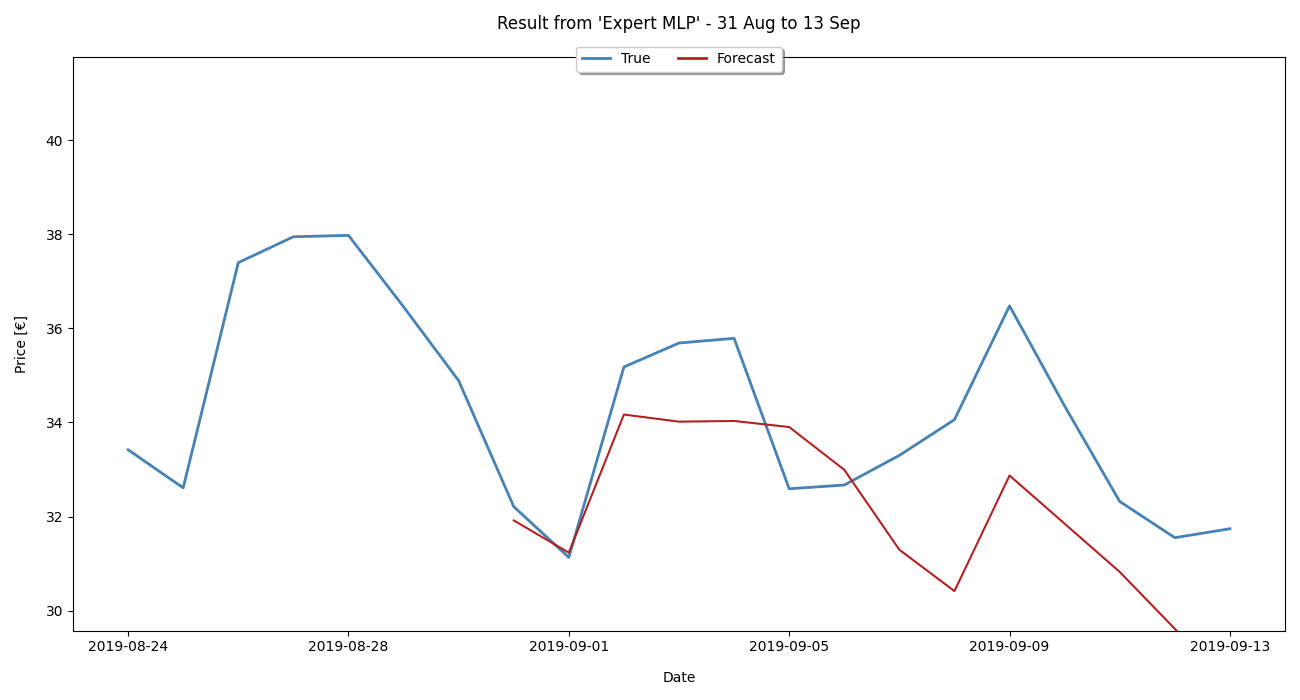 Result from 'Expert MLP' - 31 Aug to 13 Sep
True Forecast
40
38
36
34
32
30
Price [€]
2019-08-24 2019-08-28 2019-09-01 2019-09-05 2019-09-09 2019-09-13
Date